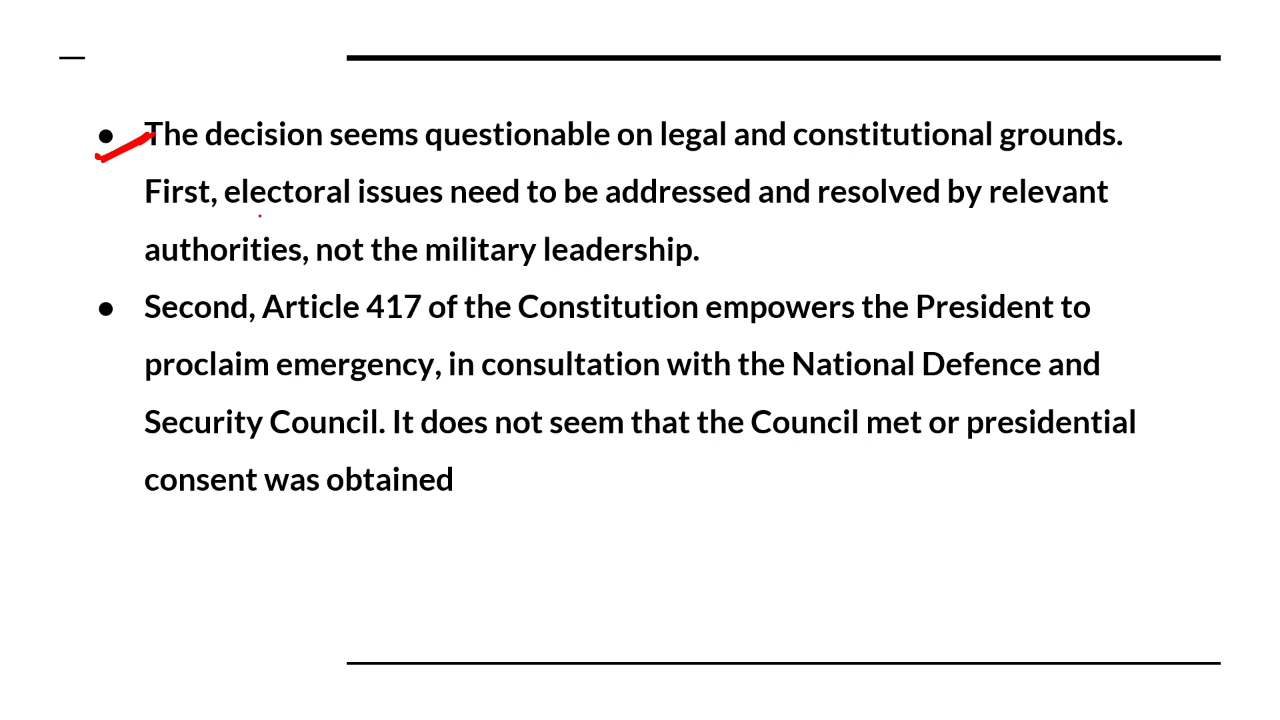 ● The decision seems questionable on legal and constitutional grounds.
First, electoral issues need to be addressed and resolved by relevant
authorities, not the military leadership.
● Second, Article 417 of the Constitution empowers the President to
proclaim emergency, in consultation with the National Defence and
Security Council. It does not seem that the Council met or presidential
consent was obtained